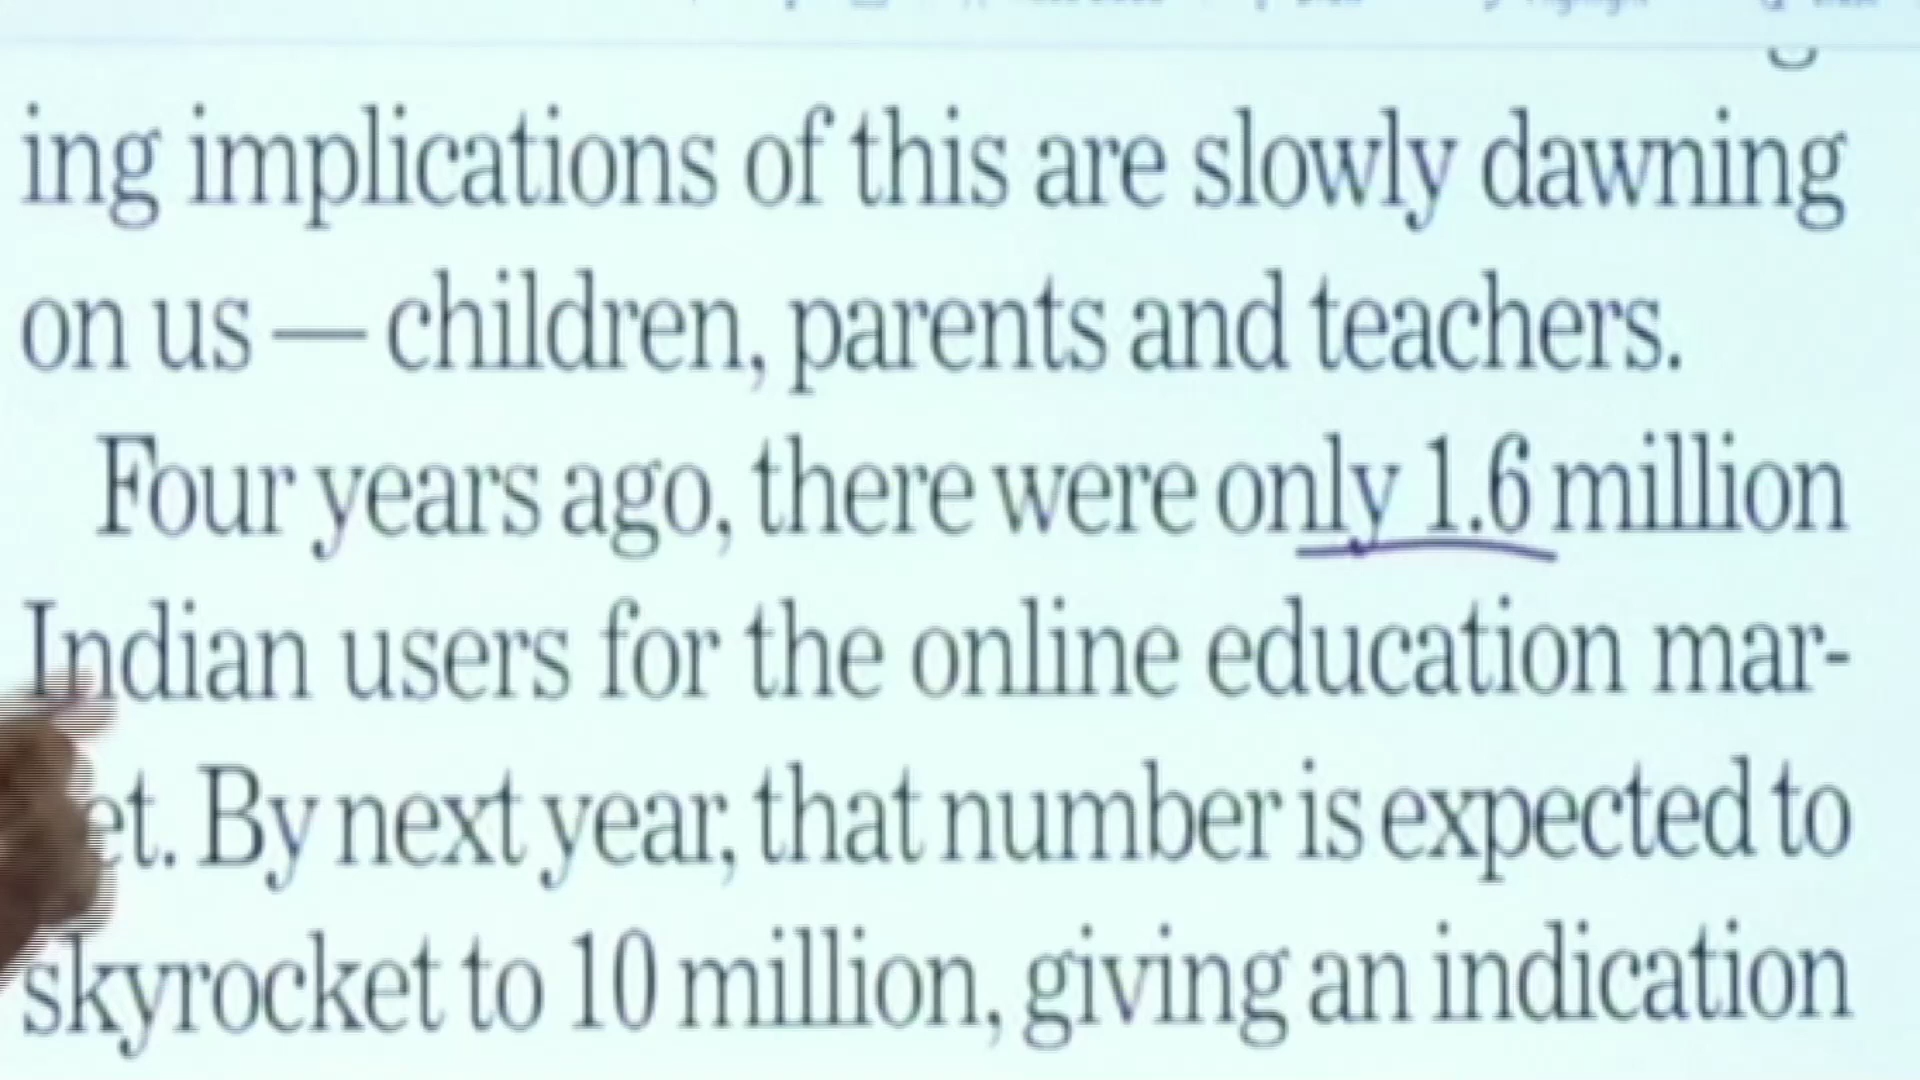 ing implications of this are slowly dawning
on us — children, parents and teachers.
Four years ago, there were only 1.6 million
Indian users for the online education mar-
et. By next year, that number is expected to
skyrocket to 10 million, giving an indication